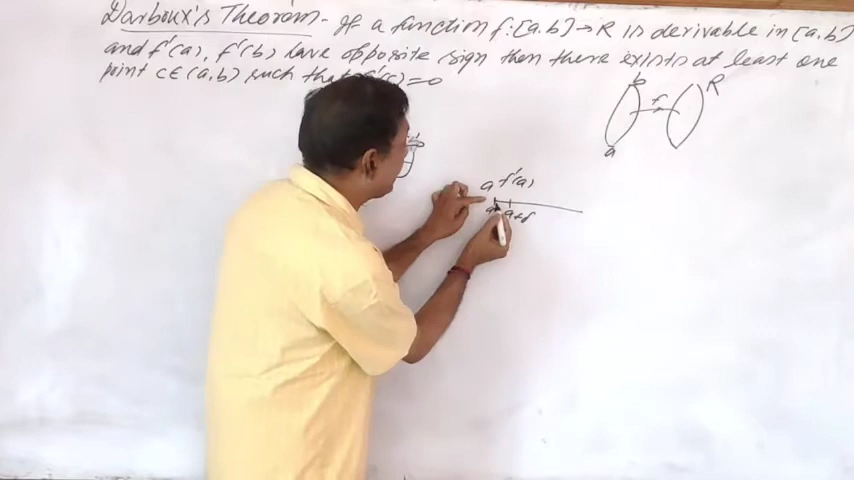 Darboux's Theorem - If a function f:[a.b]→R is derivable in [a.b]
and f'(a), f'(b) have opposite sign then there exists at least one
point c∈(a,b) such that f'(c)=0
b R
f
a
a f'(a)
a a+δ